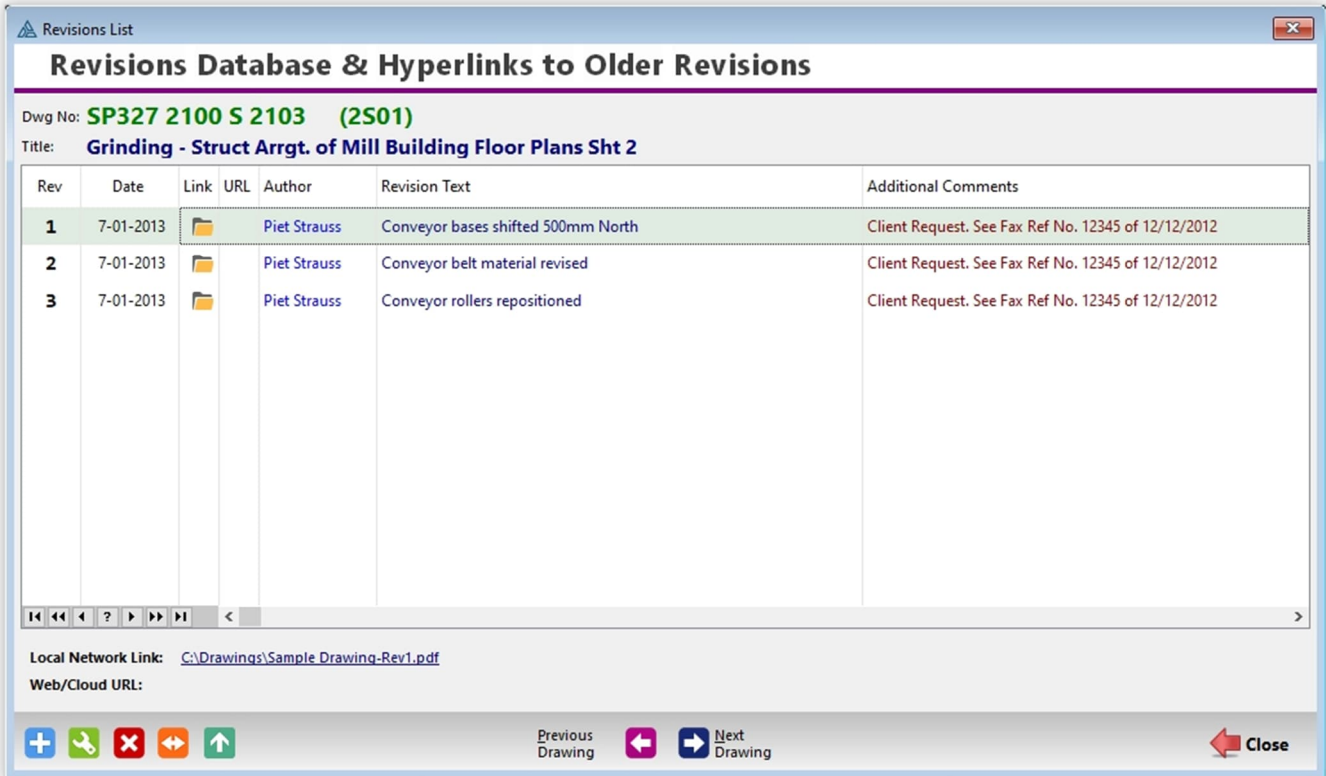 Revisions List
Revisions Database & Hyperlinks to Older Revisions
Dwg No: SP327 2100 S 2103 (2S01)
Title: Grinding - Struct Arrgt. of Mill Building Floor Plans Sht 2
Rev Date Link URL Author Revision Text Additional Comments
1 7-01-2013 Piet Strauss Conveyor bases shifted 500mm North Client Request. See Fax Ref No. 12345 of 12/12/2012
2 7-01-2013 Piet Strauss Conveyor belt material revised Client Request. See Fax Ref No. 12345 of 12/12/2012
3 7-01-2013 Piet Strauss Conveyor rollers repositioned Client Request. See Fax Ref No. 12345 of 12/12/2012
?
Local Network Link: C:\Drawings\Sample Drawing-Rev1.pdf
Web/Cloud URL:
Previous Next
Drawing Drawing
Close